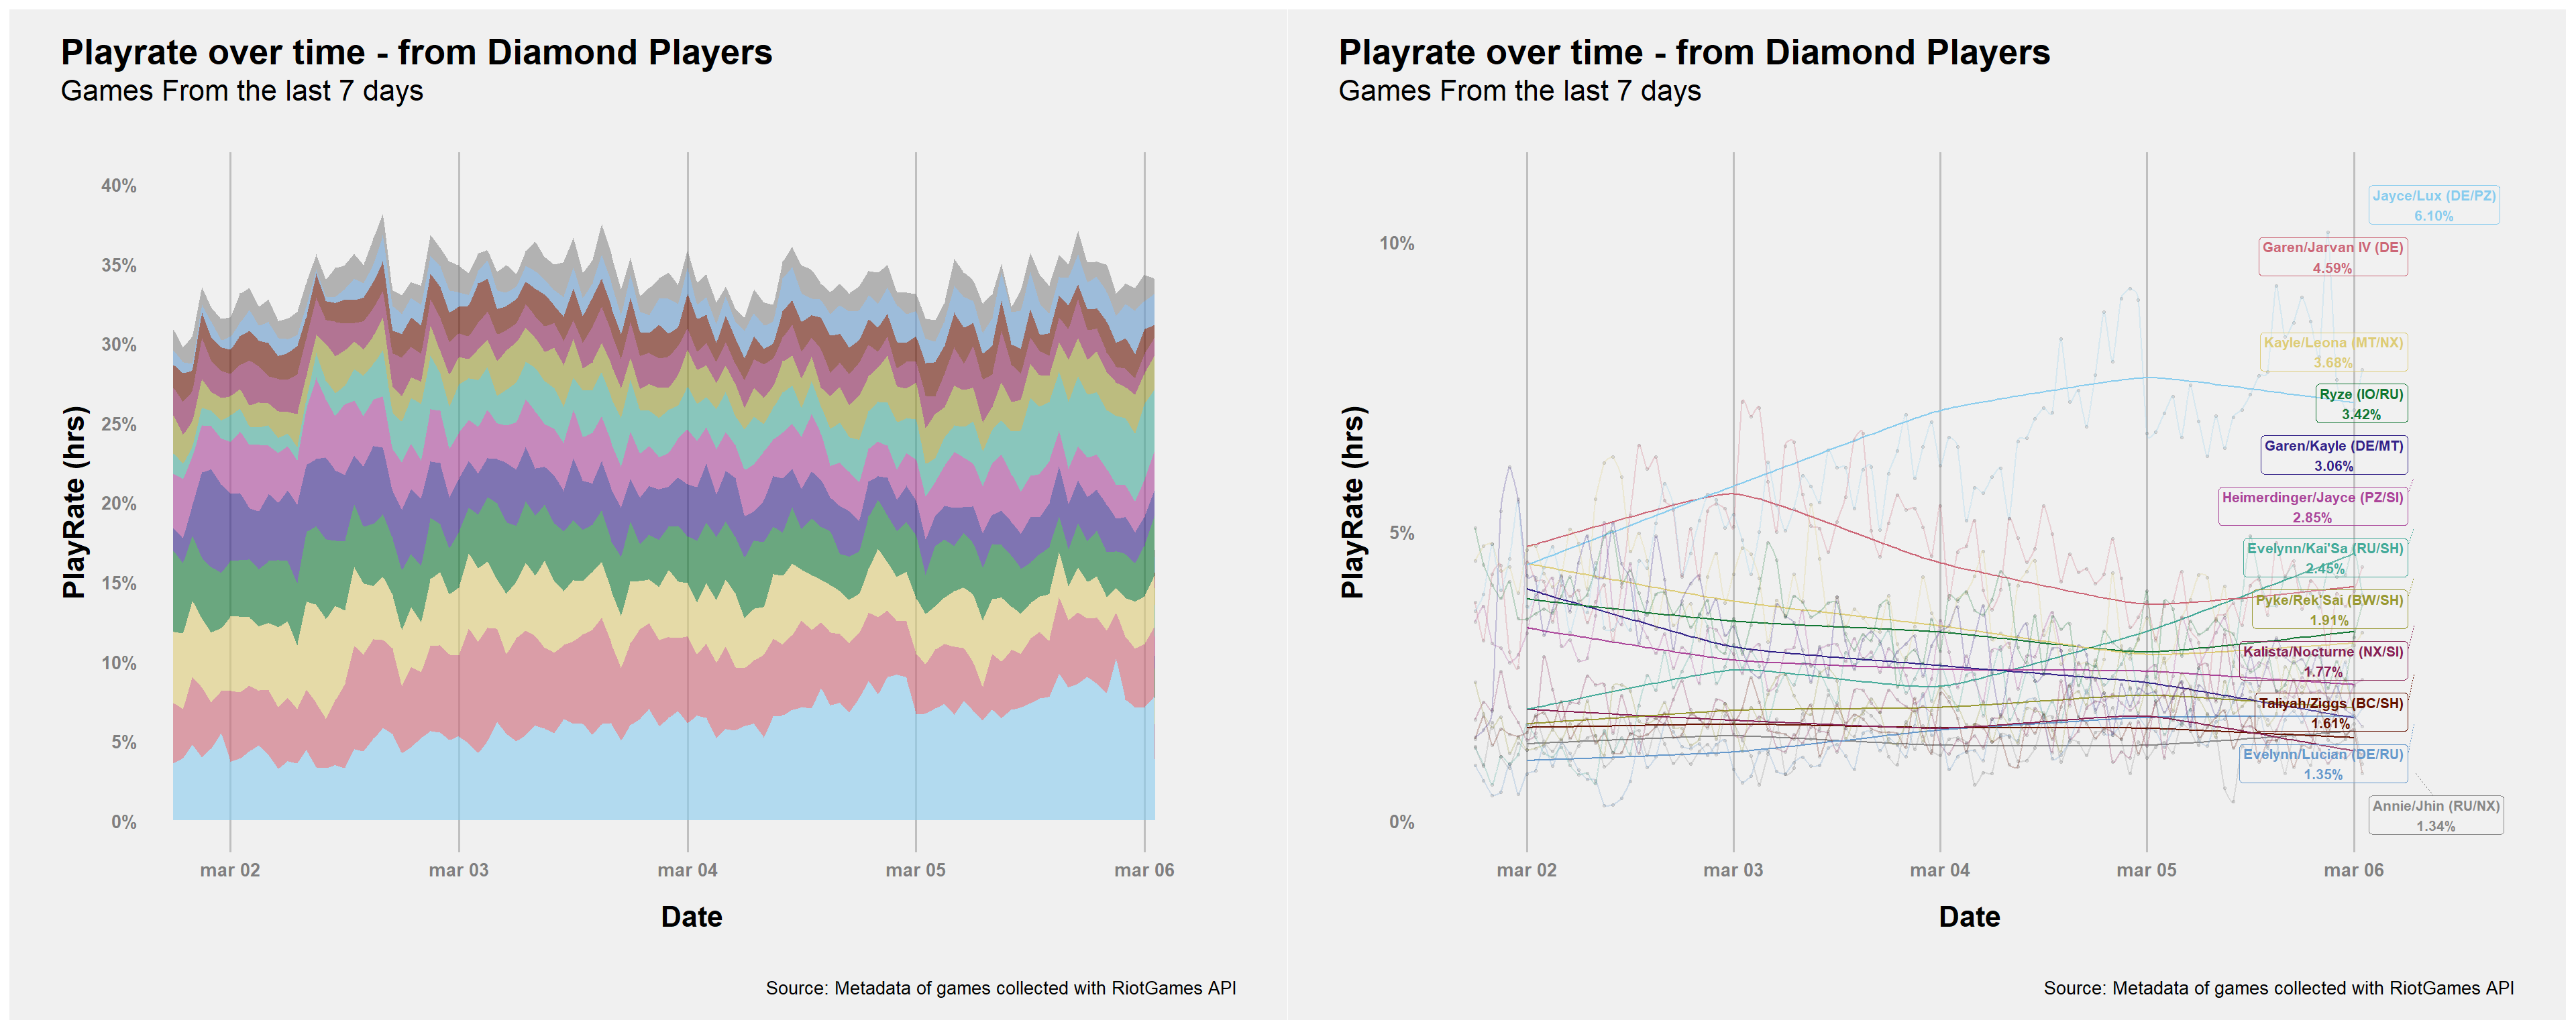 Playrate over time - from Diamond Players
Games From the last 7 days
PlayRate (hrs)
40%
35%
30%
25%
20%
15%
10%
5%
0%
mar 02
mar 03
mar 04
mar 05
mar 06
Date
Source: Metadata of games collected with RiotGames API
Playrate over time - from Diamond Players
Games From the last 7 days
PlayRate (hrs)
10%
5%
0%
Jayce/Lux (DE/PZ)
6.10%
Garen/Jarvan IV (DE)
4.59%
Kayle/Leona (MT/NX)
3.68%
Ryze (IO/RU)
3.42%
Garen/Kayle (DE/MT)
3.06%
Heimerdinger/Jayce (PZ/SI)
2.85%
Evelynn/Kai'Sa (RU/SH)
2.45%
Pyke/Rek'Sai (BW/SH)
1.91%
Kalista/Nocturne (NX/SI)
1.77%
Taliyah/Ziggs (BC/SH)
1.61%
Evelynn/Lucian (DE/RU)
1.35%
Annie/Jhin (RU/NX)
1.34%
mar 02
mar 03
mar 04
mar 05
mar 06
Date
Source: Metadata of games collected with RiotGames API